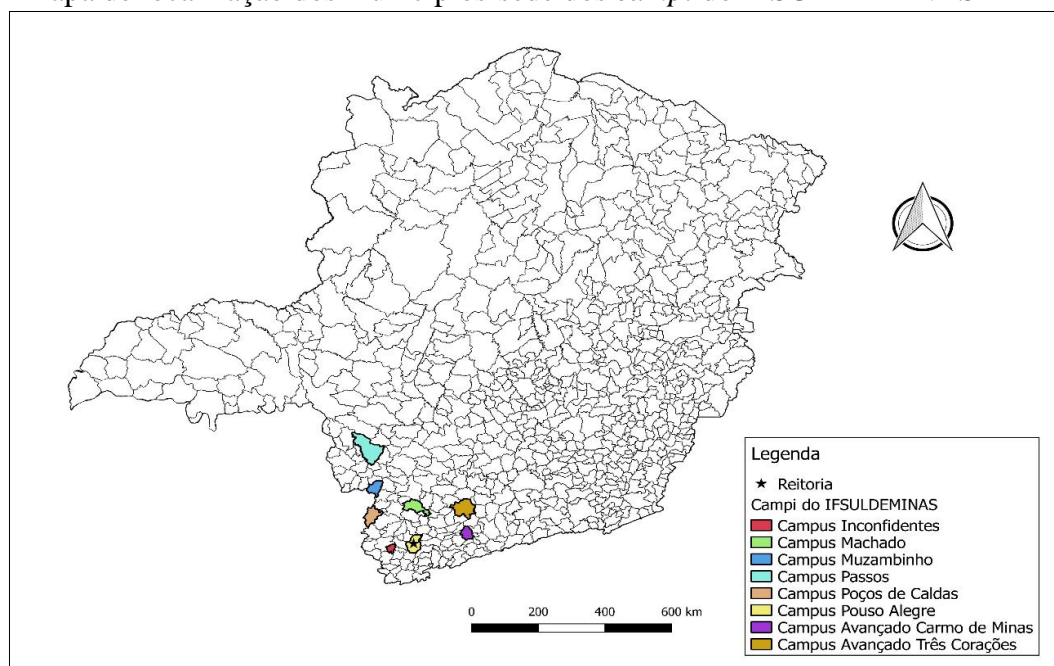 Legenda
Reitoria
Campi do IFSULDEMINAS
Campus Inconfidentes
Campus Machado
Campus Muzambinho
Campus Passos
Campus Poços de Caldas
Campus Pouso Alegre
Campus Avançado Carmo de Minas
Campus Avançado Três Corações
0 200 400 600 km